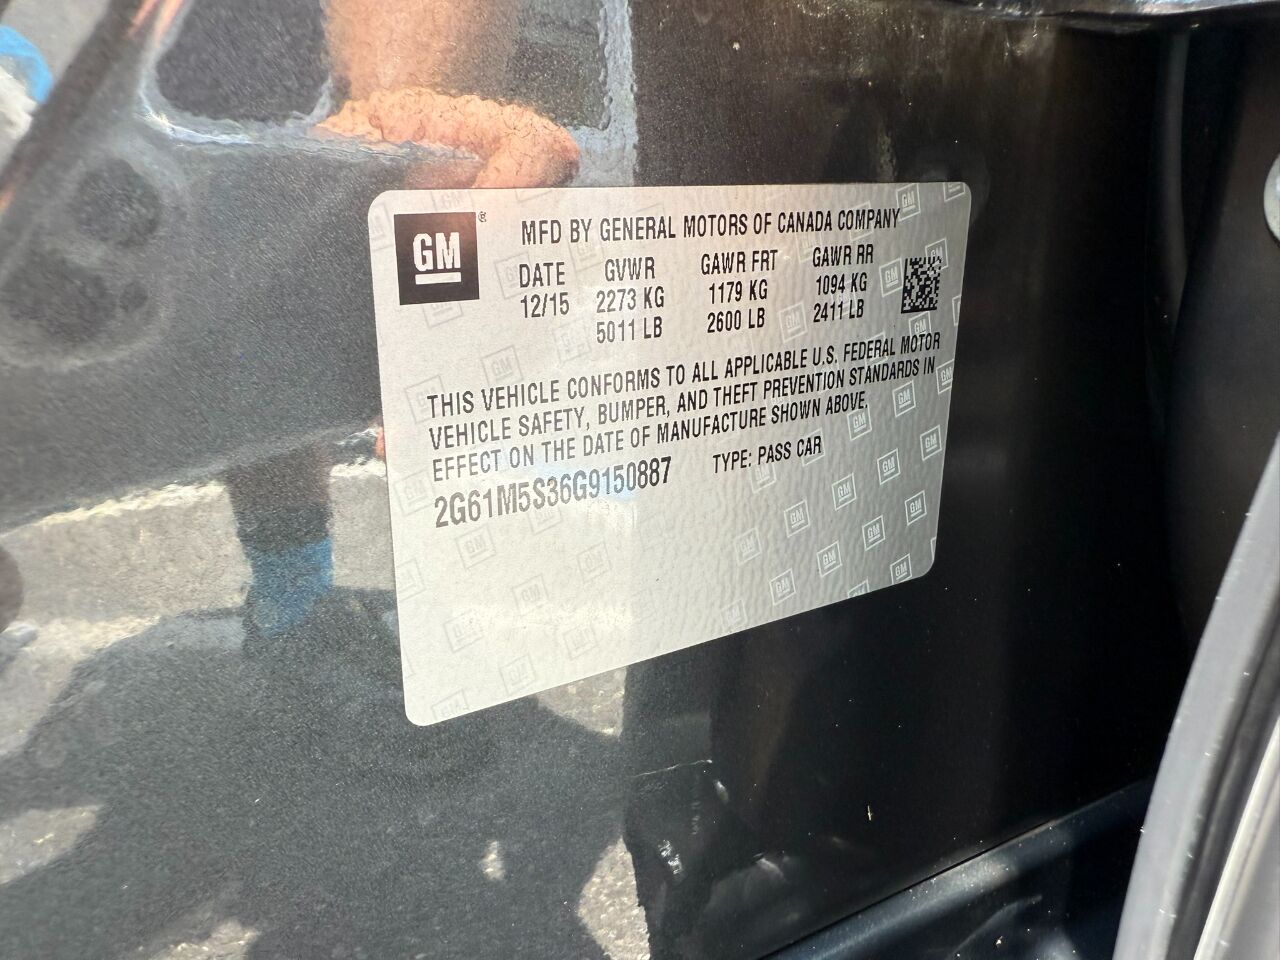 GM ® MFD BY GENERAL MOTORS OF CANADA COMPANY
DATE GVWR GAWR FRT GAWR RR
12/15 2273 KG 1179 KG 1094 KG
5011 LB 2600 LB 2411 LB
THIS VEHICLE CONFORMS TO ALL APPLICABLE U.S. FEDERAL MOTOR
VEHICLE SAFETY, BUMPER, AND THEFT PREVENTION STANDARDS IN
EFFECT ON THE DATE OF MANUFACTURE SHOWN ABOVE.
2G61M5S36G9150887 TYPE: PASS CAR